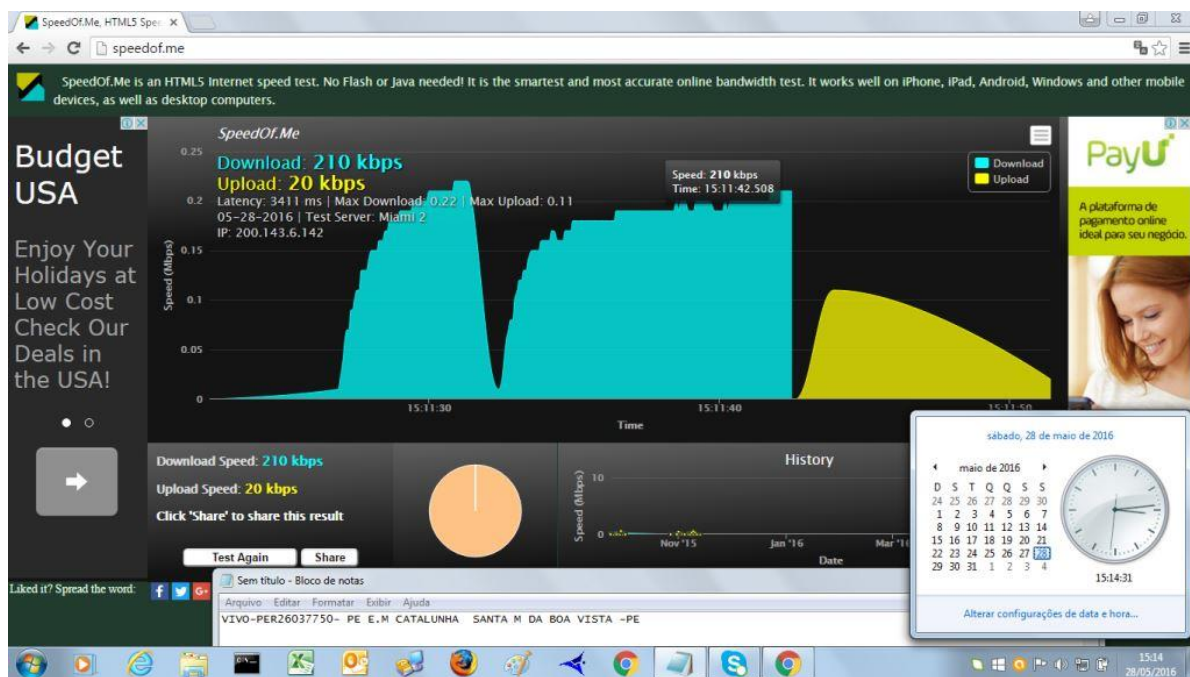 SpeedOf.Me, HTML5 Spee
speedof.me
SpeedOf.Me is an HTML5 Internet speed test. No Flash or Java needed! It is the smartest and most accurate online bandwidth test. It works well on iPhone, iPad, Android, Windows and other mobile
devices, as well as desktop computers.
Budget
USA
Enjoy Your
Holidays at
Low Cost
Check Our
Deals in
the USA!
SpeedOf.Me
Download: 210 kbps
Upload: 20 kbps
Latency: 3411 ms | Max Download: 0.22 | Max Upload: 0.11
05-28-2016 | Test Server: Miami 2
IP: 200.143.6.142
Speed: 210 kbps
Time: 15:11:42.508
Download
Upload
Speed (Mbps)
0.25
0.2
0.15
0.1
0.05
0
15:11:30
15:11:40
15:11:50
Time
PayU
A plataforma de
pagamento online
ideal para seu negócio.
Download Speed: 210 kbps
Upload Speed: 20 kbps
Click 'Share' to share this result
Test Again
Share
History
Speed (Mbps)
10
0
Nov '15
Jan '16
Mar '16
Date
sábado, 28 de maio de 2016
maio de 2016
D S T Q Q S S
24 25 26 27 28 29 30
1 2 3 4 5 6 7
8 9 10 11 12 13 14
15 16 17 18 19 20 21
22 23 24 25 26 27 28
29 30 31 1 2 3 4
15:14:31
Alterar configurações de data e hora...
Liked it? Spread the word:
Sem título - Bloco de notas
Arquivo Editar Formatar Exibir Ajuda
VIVO-PER26037750- PE E.M CATALUNHA SANTA M DA BOA VISTA -PE
15:14
28/05/2016